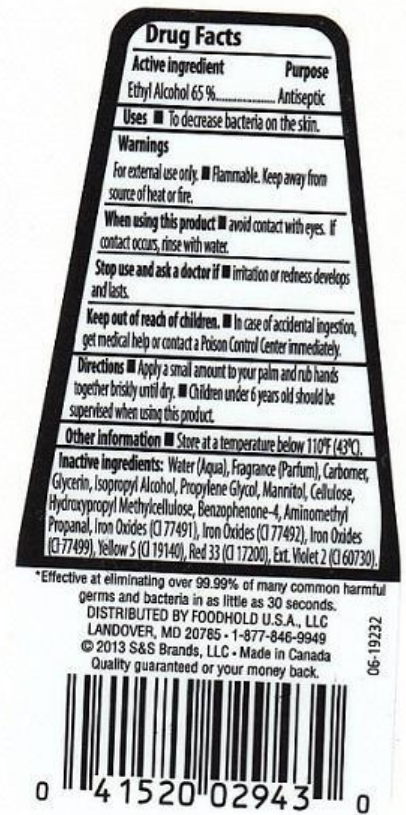 Drug Facts
Active ingredient Purpose
Ethyl Alcohol 65 %..................... Antiseptic
Uses ■ To decrease bacteria on the skin.
Warnings
For external use only. ■ Flammable. Keep away from
source of heat or fire.
When using this product ■ avoid contact with eyes. If
contact occurs, rinse with water.
Stop use and ask a doctor if ■ irritation or redness develops
and lasts.
Keep out of reach of children. ■ In case of accidental ingestion,
get medical help or contact a Poison Control Center immediately.
Directions ■ Apply a small amount to your palm and rub hands
together briskly until dry. ■ Children under 6 years old should be
supervised when using this product.
Other information ■ Store at a temperature below 110°F (43°C).
Inactive ingredients: Water (Aqua), Fragrance (Parfum), Carbomer,
Glycerin, Isopropyl Alcohol, Propylene Glycol, Mannitol, Cellulose,
Hydroxypropyl Methylcellulose, Benzophenone-4, Aminomethyl
Propanal, Iron Oxides (CI 77491), Iron Oxides (CI 77492), Iron Oxides
(CI-77499), Yellow 5 (CI 19140), Red 33 (CI 17200), Ext. Violet 2 (CI 60730).
*Effective at eliminating over 99.99% of many common harmful
germs and bacteria in as little as 30 seconds.
DISTRIBUTED BY FOODHOLD U.S.A., LLC
LANDOVER, MD 20785 • 1-877-846-9949
© 2013 S&S Brands, LLC • Made in Canada
Quality guaranteed or your money back.
06-19232
0 41520 02943 0